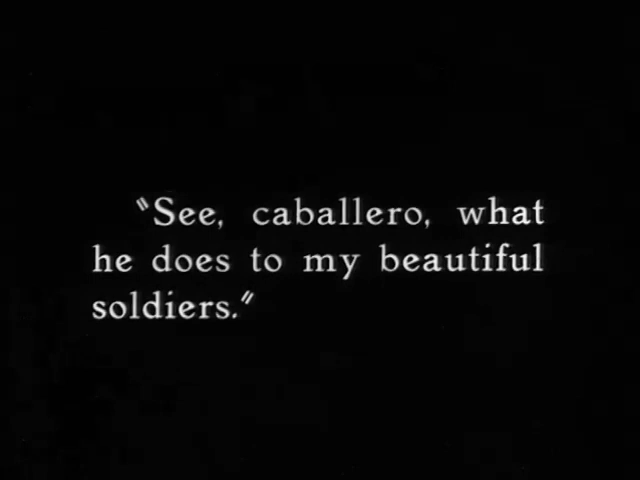 "See, caballero, what
he does to my beautiful
soldiers."